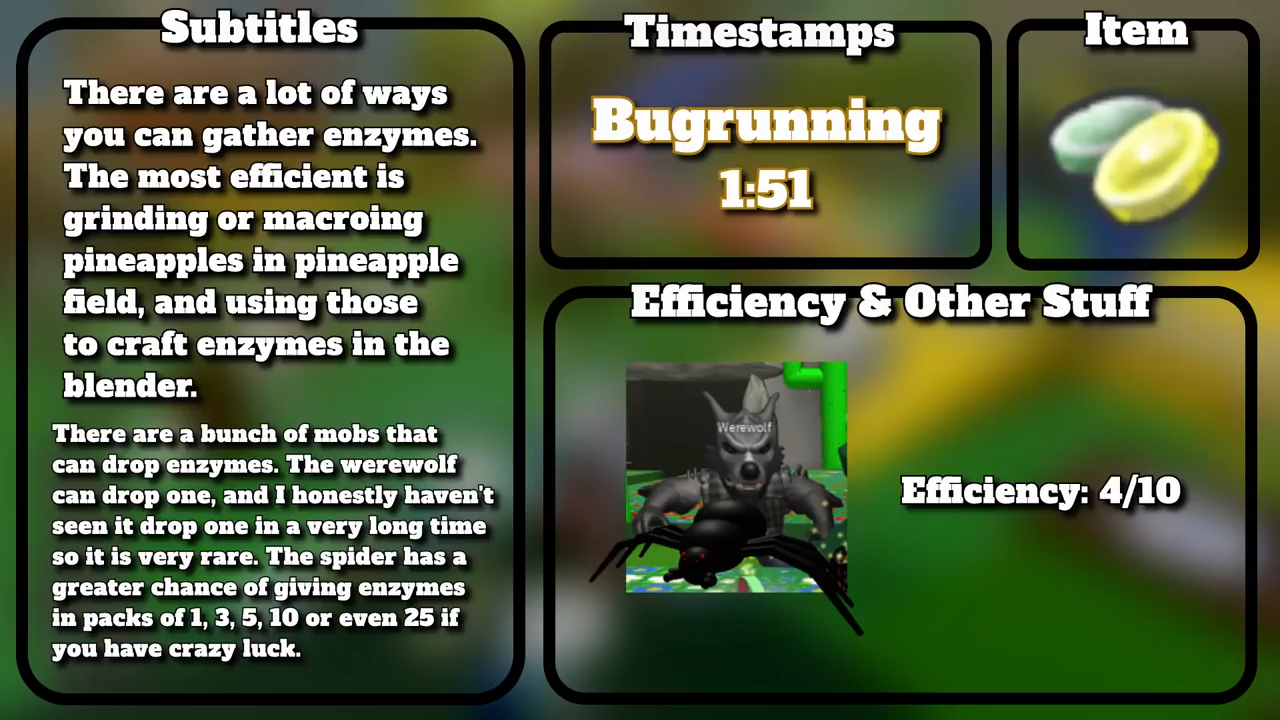 Subtitles
There are a lot of ways
you can gather enzymes.
The most efficient is
grinding or macroing
pineapples in pineapple
field, and using those
to craft enzymes in the
blender.
There are a bunch of mobs that
can drop enzymes. The werewolf
can drop one, and I honestly haven't
seen it drop one in a very long time
so it is very rare. The spider has a
greater chance of giving enzymes
in packs of 1, 3, 5, 10 or even 25 if
you have crazy luck.
Timestamps
Bugrunning
1:51
Item
Efficiency & Other Stuff
Werewolf
Efficiency: 4/10